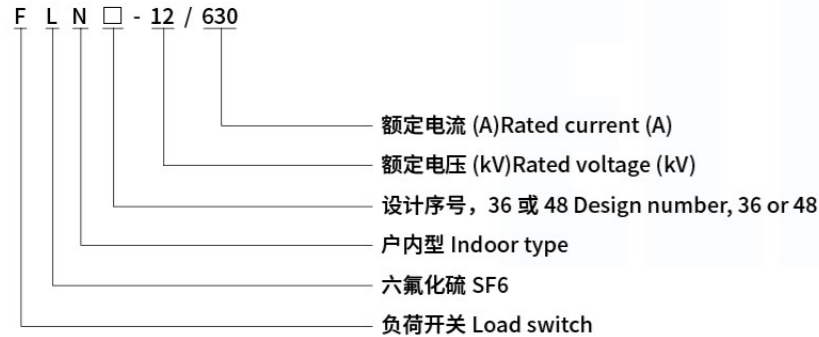 F L N □ - 12 / 630
额定电流 (A)Rated current (A)
额定电压 (kV)Rated voltage (kV)
设计序号，36 或 48 Design number, 36 or 48
户内型 Indoor type
六氟化硫 SF6
负荷开关 Load switch